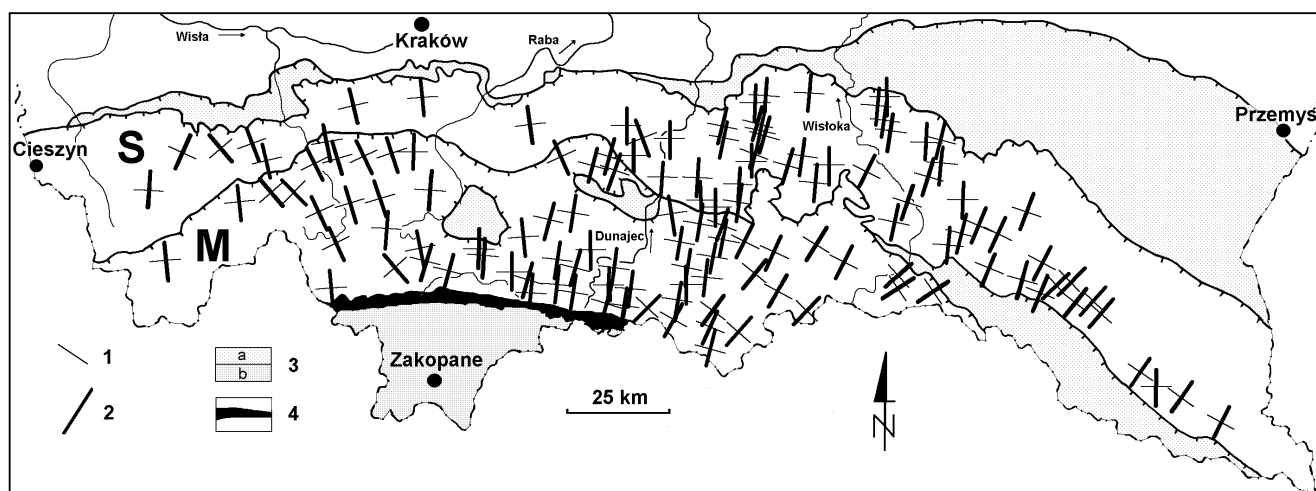 Wisła
Kraków
Raba
Przemyś
Cieszyn
S
Wisłoka
M
Dunajec
1
a
b
3
Zakopane
2
4
25 km
N